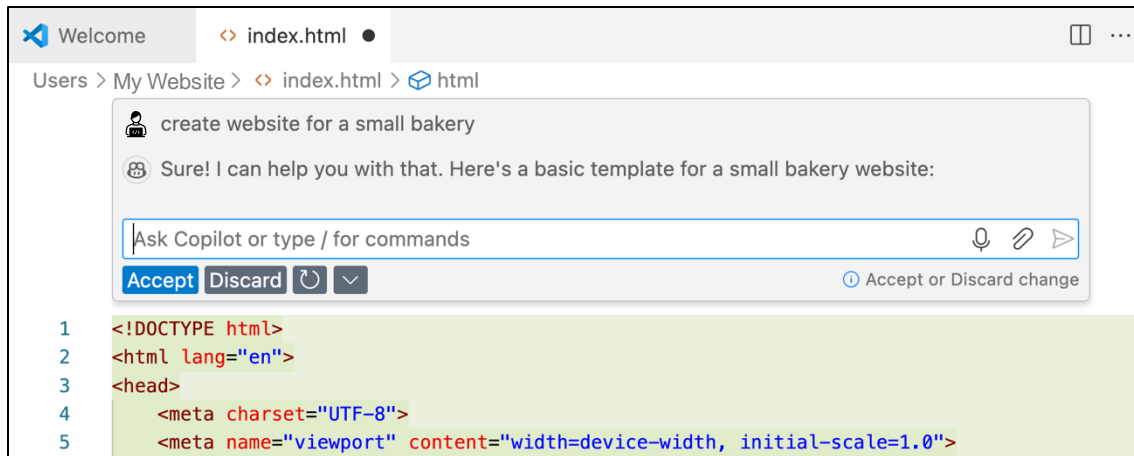 Welcome index.html
Users > My Website > index.html > html
create website for a small bakery
Sure! I can help you with that. Here's a basic template for a small bakery website:
Ask Copilot or type / for commands
Accept Discard Accept or Discard change
1 <!DOCTYPE html>
2 <html lang="en">
3 <head>
4 <meta charset="UTF-8">
5 <meta name="viewport" content="width=device-width, initial-scale=1.0">